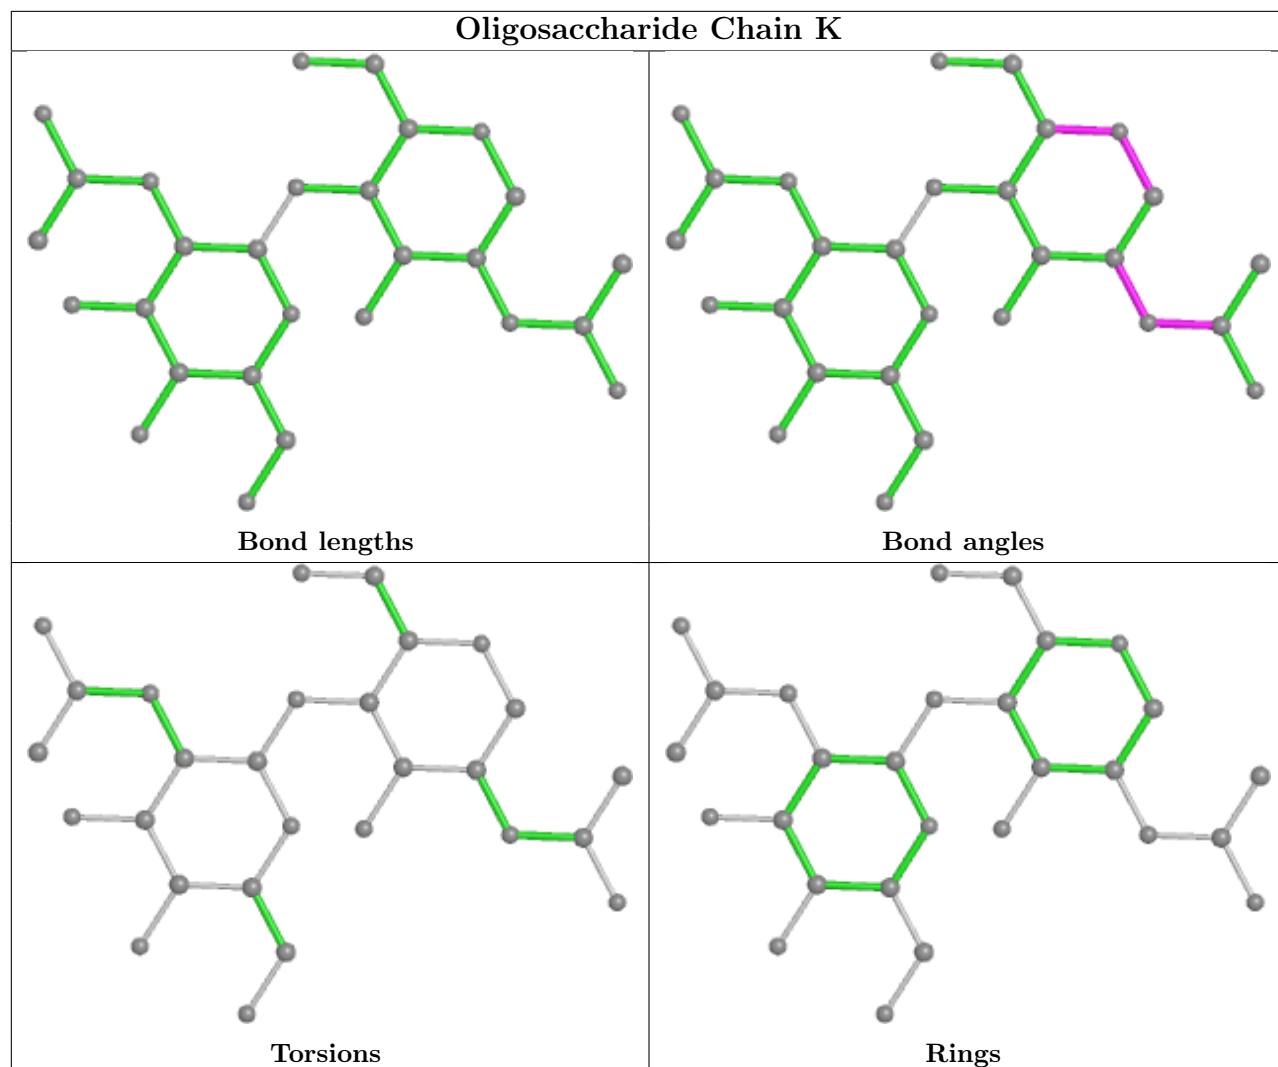 Oligosaccharide Chain K
Bond lengths
Bond angles
Torsions
Rings